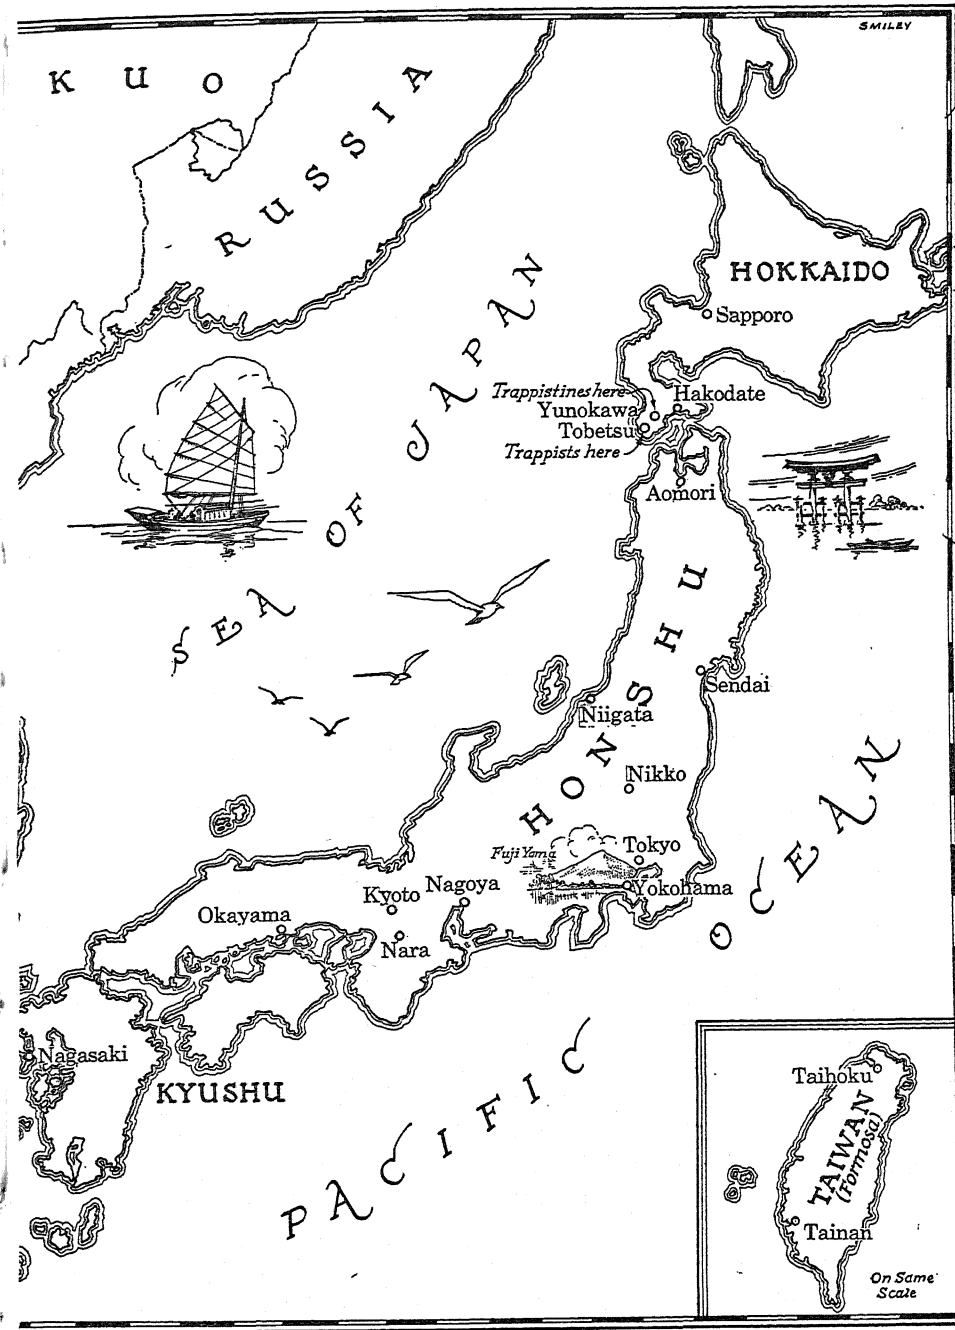 SMILEY
KUO
RUSSIA
HOKKAIDO
Sapporo
SEA OF JAPAN
Trappistines here
Hakodate
Yunokawa
Tobetsu
Trappists here
Aomori
HONSHU
Sendai
Niigata
Nikko
Fuji Yama
Tokyo
Yokohama
Nagoya
Kyoto
Okayama
Nara
Nagasaki
KYUSHU
PACIFIC OCEAN
Taihoku
TAIWAN
(Formosa)
Tainan
On Same
Scale